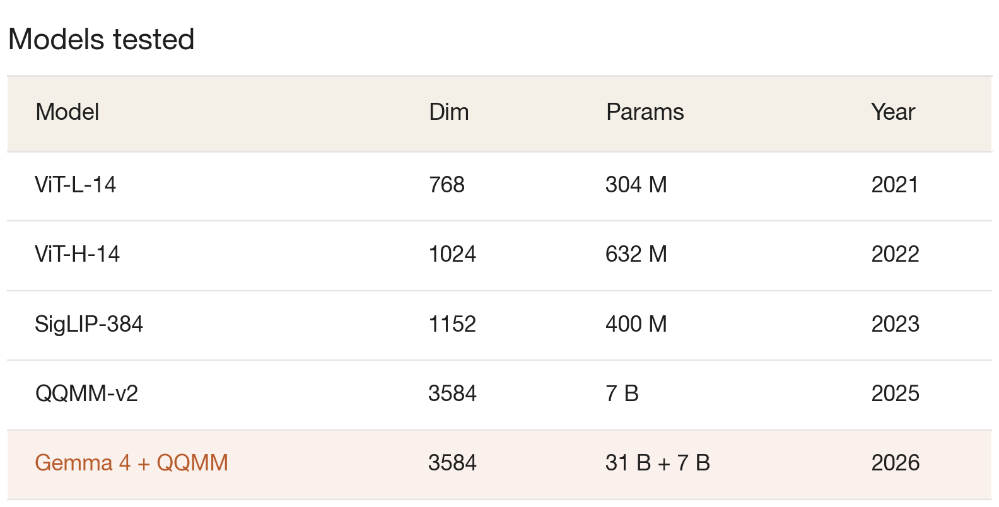 Models tested
Model Dim Params Year
ViT-L-14 768 304 M 2021
ViT-H-14 1024 632 M 2022
SigLIP-384 1152 400 M 2023
QQMM-v2 3584 7 B 2025
Gemma 4 + QQMM 3584 31 B + 7 B 2026